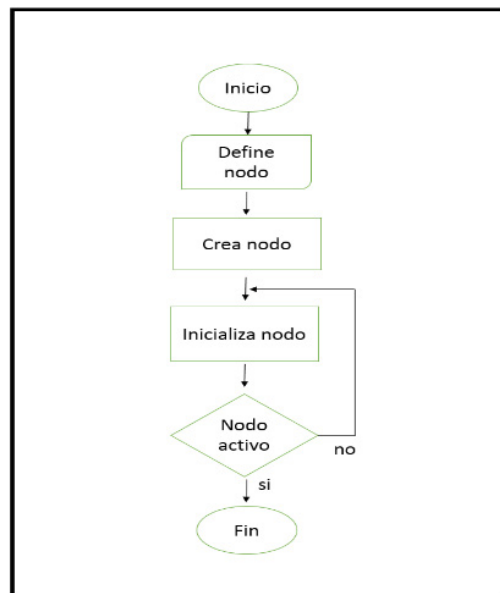 Inicio
Define
nodo
Crea nodo
Inicializa nodo
Nodo
activo
no
si
Fin